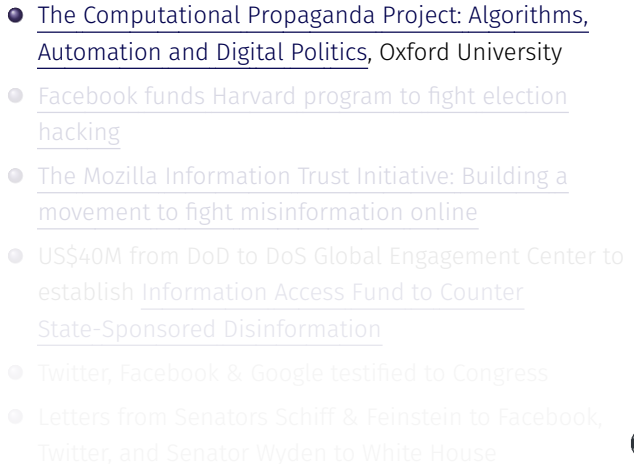 The Computational Propaganda Project: Algorithms,
Automation and Digital Politics, Oxford University
Facebook funds Harvard program to fight election
hacking
The Mozilla Information Trust Initiative: Building a
movement to fight misinformation online
US$40M from DoD to DoS Global Engagement Center to
establish Information Access Fund to Counter
State-Sponsored Disinformation
Twitter, Facebook & Google testified to Congress
Letters from Senators Schiff & Feinstein to Facebook,
Twitter, and Senator Wyden to White House